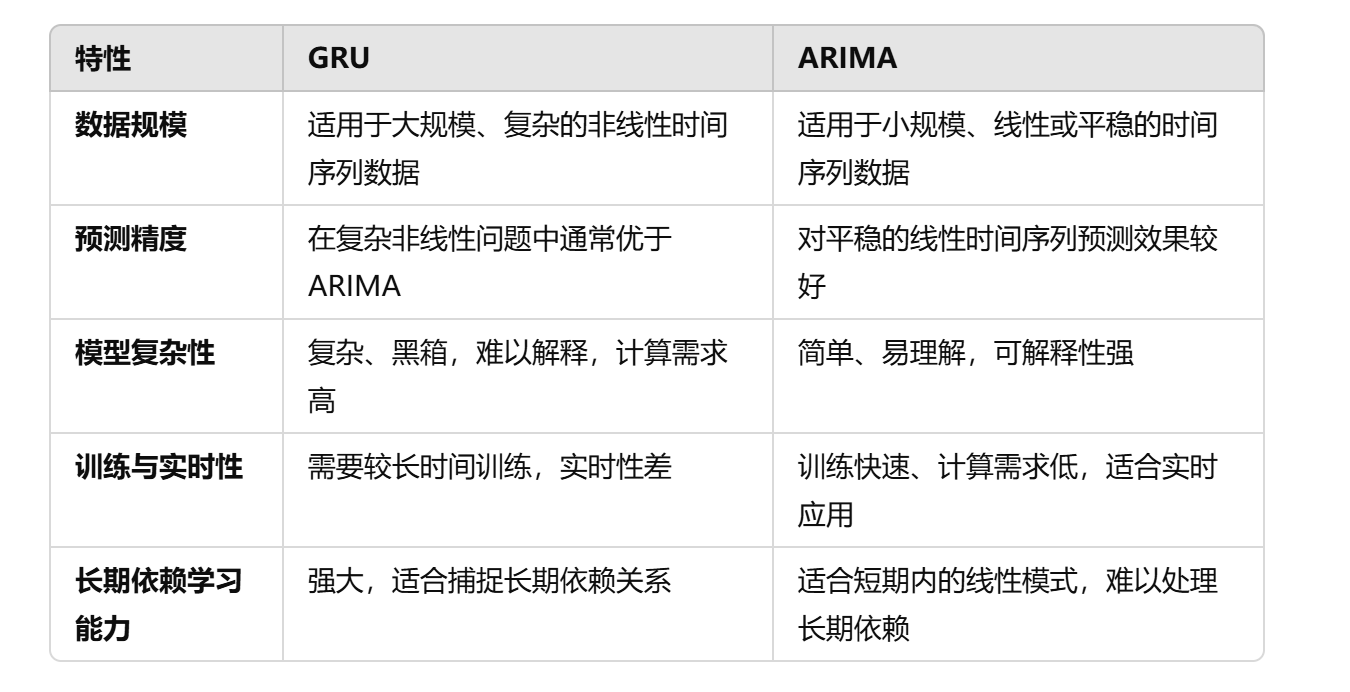 特性
GRU
ARIMA
数据规模
适用于大规模、复杂的非线性时间
序列数据
适用于小规模、线性或平稳的时间
序列数据
预测精度
在复杂非线性问题中通常优于
ARIMA
对平稳的线性时间序列预测效果较
好
模型复杂性
复杂、黑箱，难以解释，计算需求
高
简单、易理解，可解释性强
训练与实时性
需要较长时间训练，实时性差
训练快速、计算需求低，适合实时
应用
长期依赖学习
能力
强大，适合捕捉长期依赖关系
适合短期内的线性模式，难以处理
长期依赖